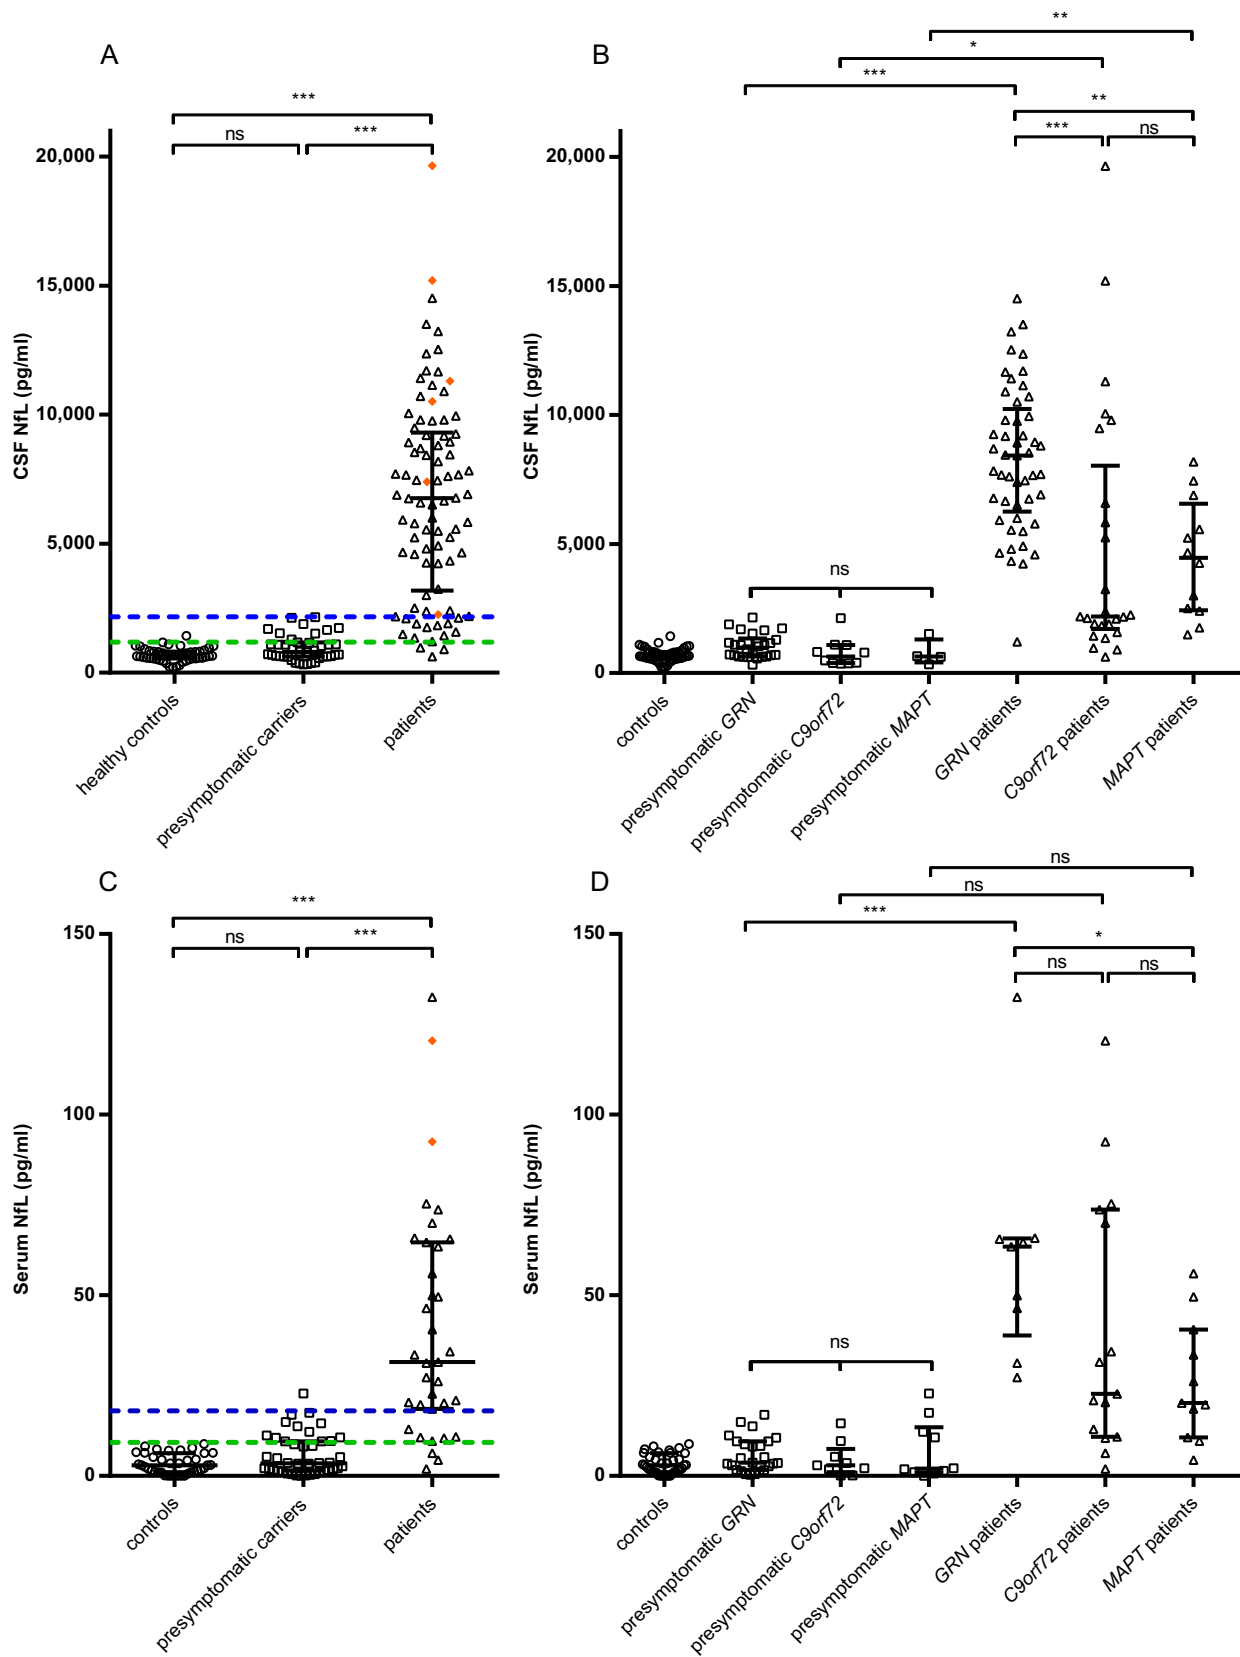 A
B
**
*
***
***
**
ns
***
***
ns
20,000
15,000
10,000
5,000
0
CSF NfL (pg/ml)
healthy controls
presymptomatic carriers
patients
20,000
15,000
10,000
5,000
0
CSF NfL (pg/ml)
ns
controls
presymptomatic GRN
presymptomatic C9orf72
presymptomatic MAPT
GRN patients
C9orf72 patients
MAPT patients
C
D
ns
ns
***
***
*
ns
***
ns
ns
150
100
50
0
Serum NfL (pg/ml)
controls
presymptomatic carriers
patients
150
100
50
0
Serum NfL (pg/ml)
ns
controls
presymptomatic GRN
presymptomatic C9orf72
presymptomatic MAPT
GRN patients
C9orf72 patients
MAPT patients